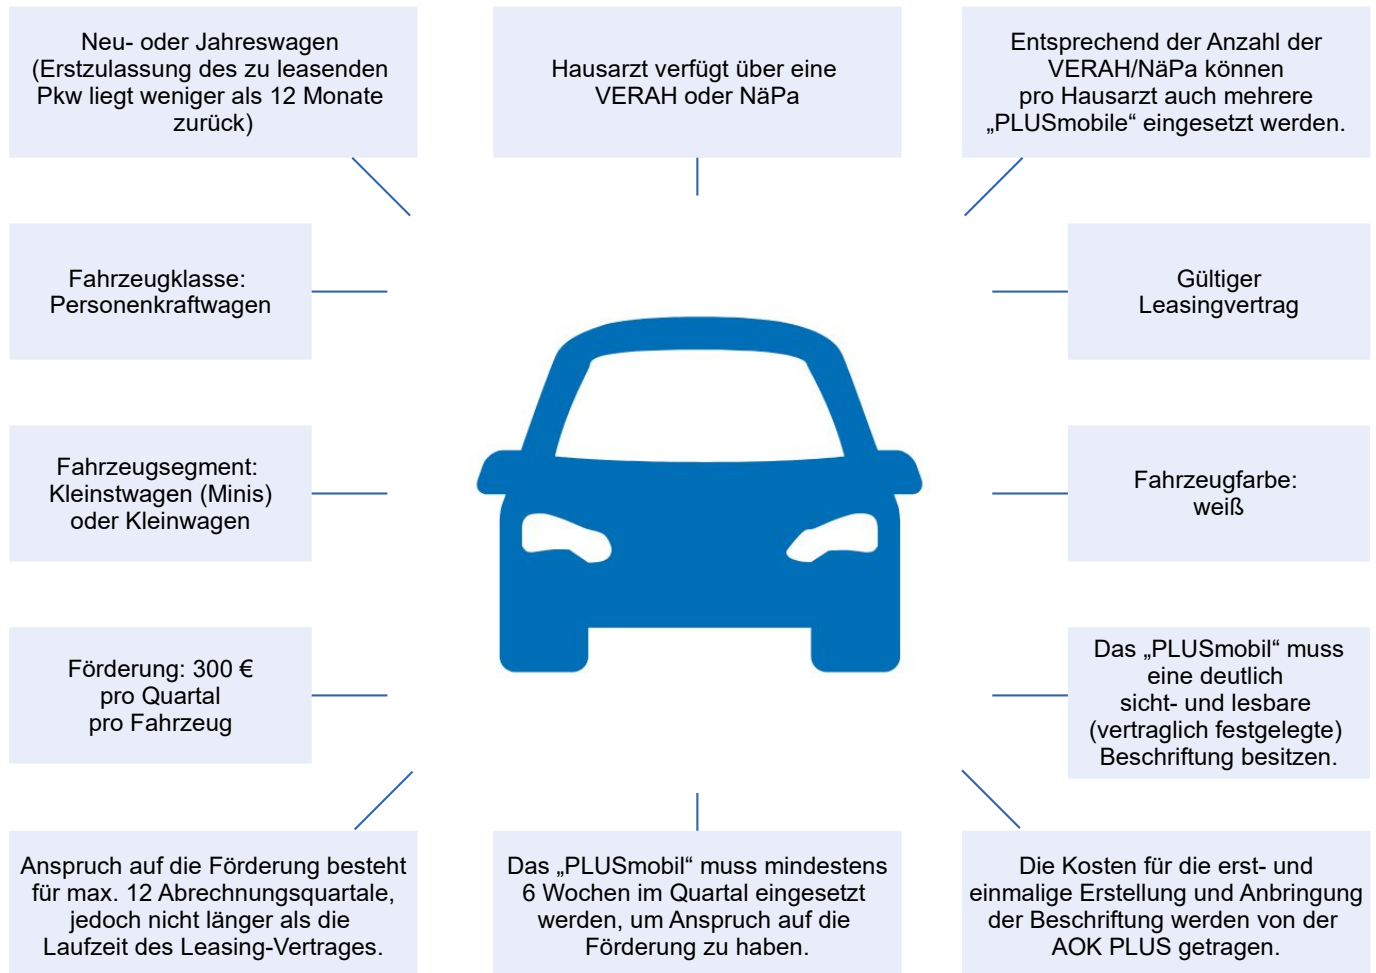 Neu- oder Jahreswagen
(Erstzulassung des zu leasenden
Pkw liegt weniger als 12 Monate
zurück)
Hausarzt verfügt über eine
VERAH oder NäPa
Entsprechend der Anzahl der
VERAH/NäPa können
pro Hausarzt auch mehrere
„PLUSmobile“ eingesetzt werden.
Fahrzeugklasse:
Personenkraftwagen
Gültiger
Leasingvertrag
Fahrzeugsegment:
Kleinstwagen (Minis)
oder Kleinwagen
Fahrzeugfarbe:
weiß
Förderung: 300 €
pro Quartal
pro Fahrzeug
Das „PLUSmobil“ muss
eine deutlich
sicht- und lesbare
(vertraglich festgelegte)
Beschriftung besitzen.
Anspruch auf die Förderung besteht
für max. 12 Abrechnungsquartale,
jedoch nicht länger als die
Laufzeit des Leasing-Vertrages.
Das „PLUSmobil“ muss mindestens
6 Wochen im Quartal eingesetzt
werden, um Anspruch auf die
Förderung zu haben.
Die Kosten für die erst- und
einmalige Erstellung und Anbringung
der Beschriftung werden von der
AOK PLUS getragen.